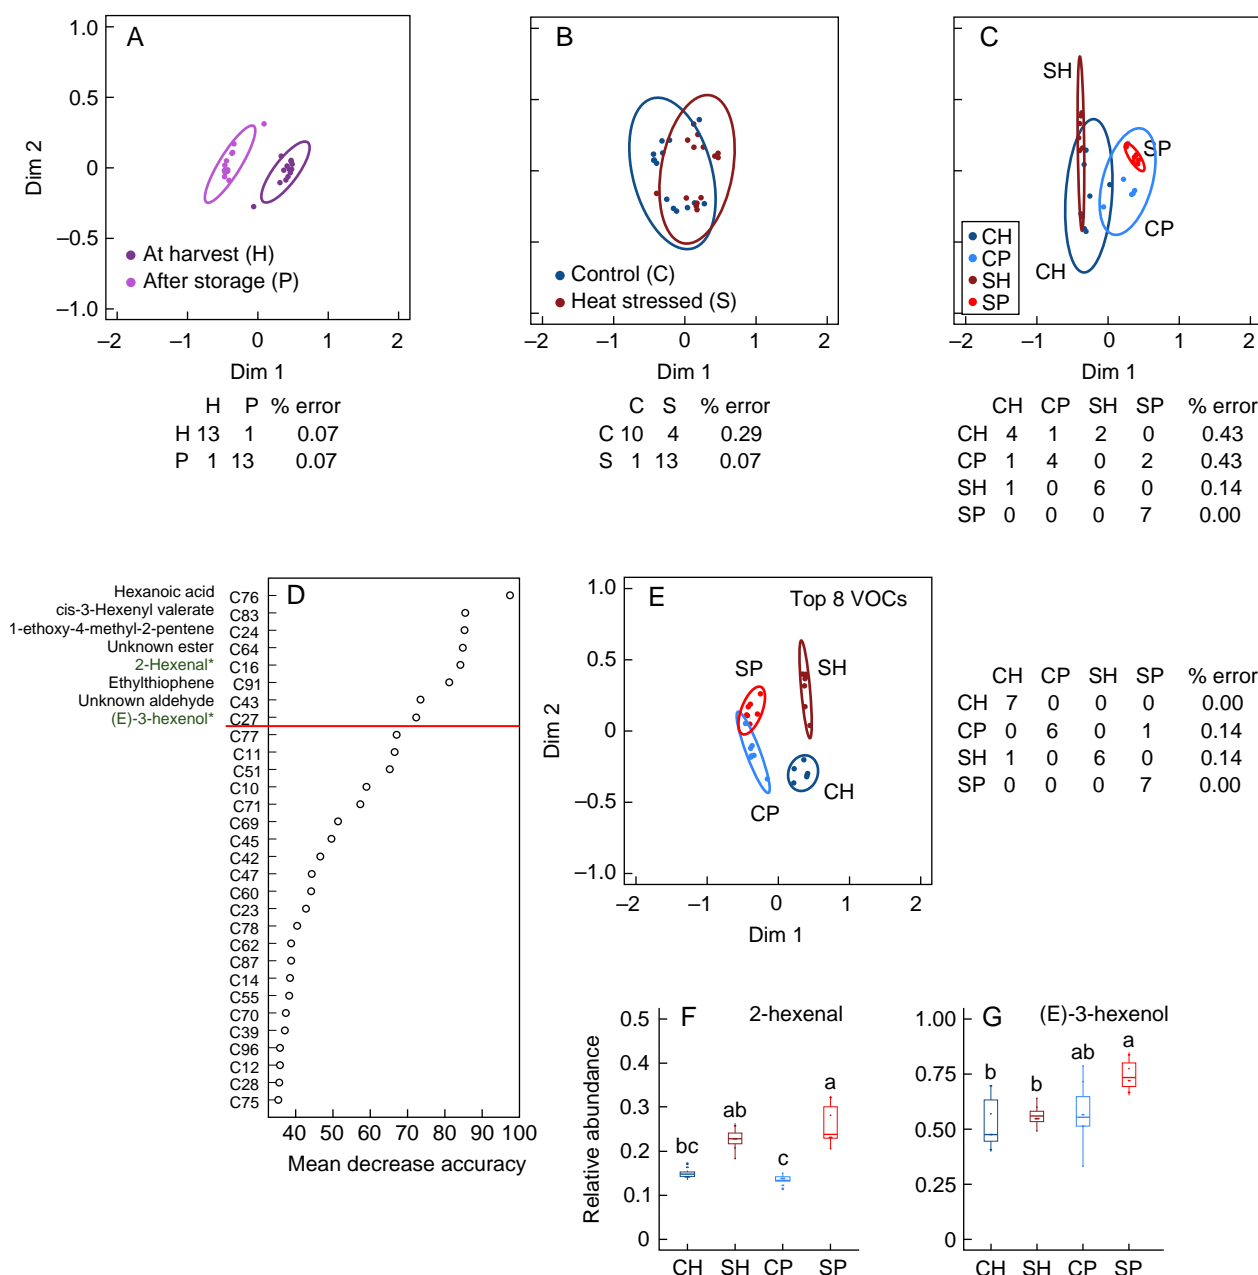 A
1.0
0.5
0
–0.5
–1.0
Dim 2
At harvest (H)
After storage (P)
–2 –1 0 1 2
Dim 1
H P % error
H 13 1 0.07
P 1 13 0.07
B
Control (C)
Heat stressed (S)
–2 –1 0 1 2
Dim 1
C S % error
C 10 4 0.29
S 1 13 0.07
C
SH
SP
CP
CH
CH
CP
SH
SP
–2 –1 0 1 2
Dim 1
CH CP SH SP % error
CH 4 1 2 0 0.43
CP 1 4 0 2 0.43
SH 1 0 6 0 0.14
SP 0 0 0 7 0.00
D
Hexanoic acid C76
cis-3-Hexenyl valerate C83
1-ethoxy-4-methyl-2-pentene C24
Unknown ester C64
2-Hexenal* C16
Ethylthiophene C91
Unknown aldehyde C43
(E)-3-hexenol* C27
C77
C11
C51
C10
C71
C69
C45
C42
C47
C60
C23
C78
C62
C87
C14
C55
C70
C39
C96
C12
C28
C75
40 50 60 70 80 90 100
Mean decrease accuracy
E Top 8 VOCs
1.0
0.5
0
–0.5
–1.0
Dim 2
SP
SH
CP
CH
–2 –1 0 1 2
Dim 1
CH CP SH SP % error
CH 7 0 0 0 0.00
CP 0 6 0 1 0.14
SH 1 0 6 0 0.14
SP 0 0 0 7 0.00
F 2-hexenal
0.5
0.4
0.3
0.2
0.1
0
Relative abundance
bc ab c a
CH SH CP SP
G (E)-3-hexenol
1.00
0.75
0.50
0.25
0
b b ab a
CH SH CP SP